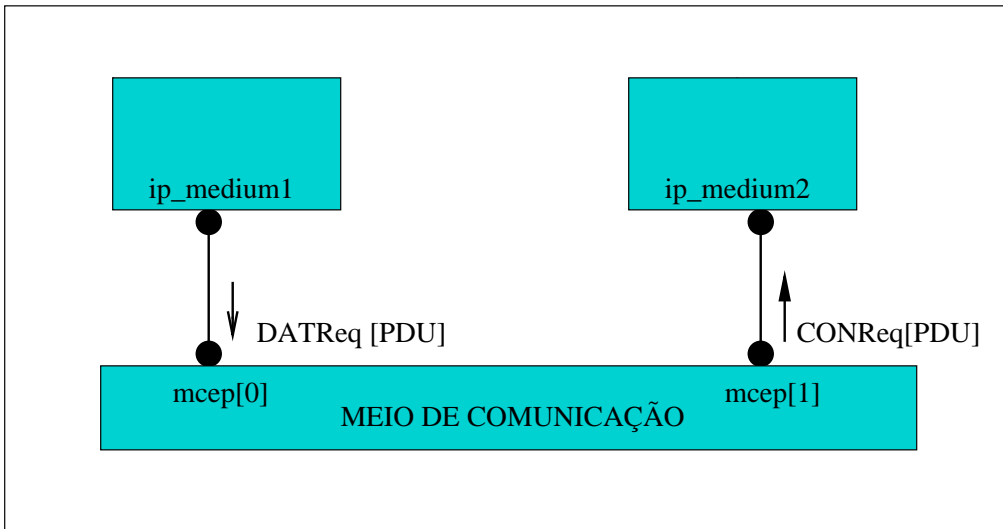 ip_medium1
ip_medium2
DATReq [PDU]
CONReq[PDU]
mcep[0]
mcep[1]
MEIO DE COMUNICAÇÃO